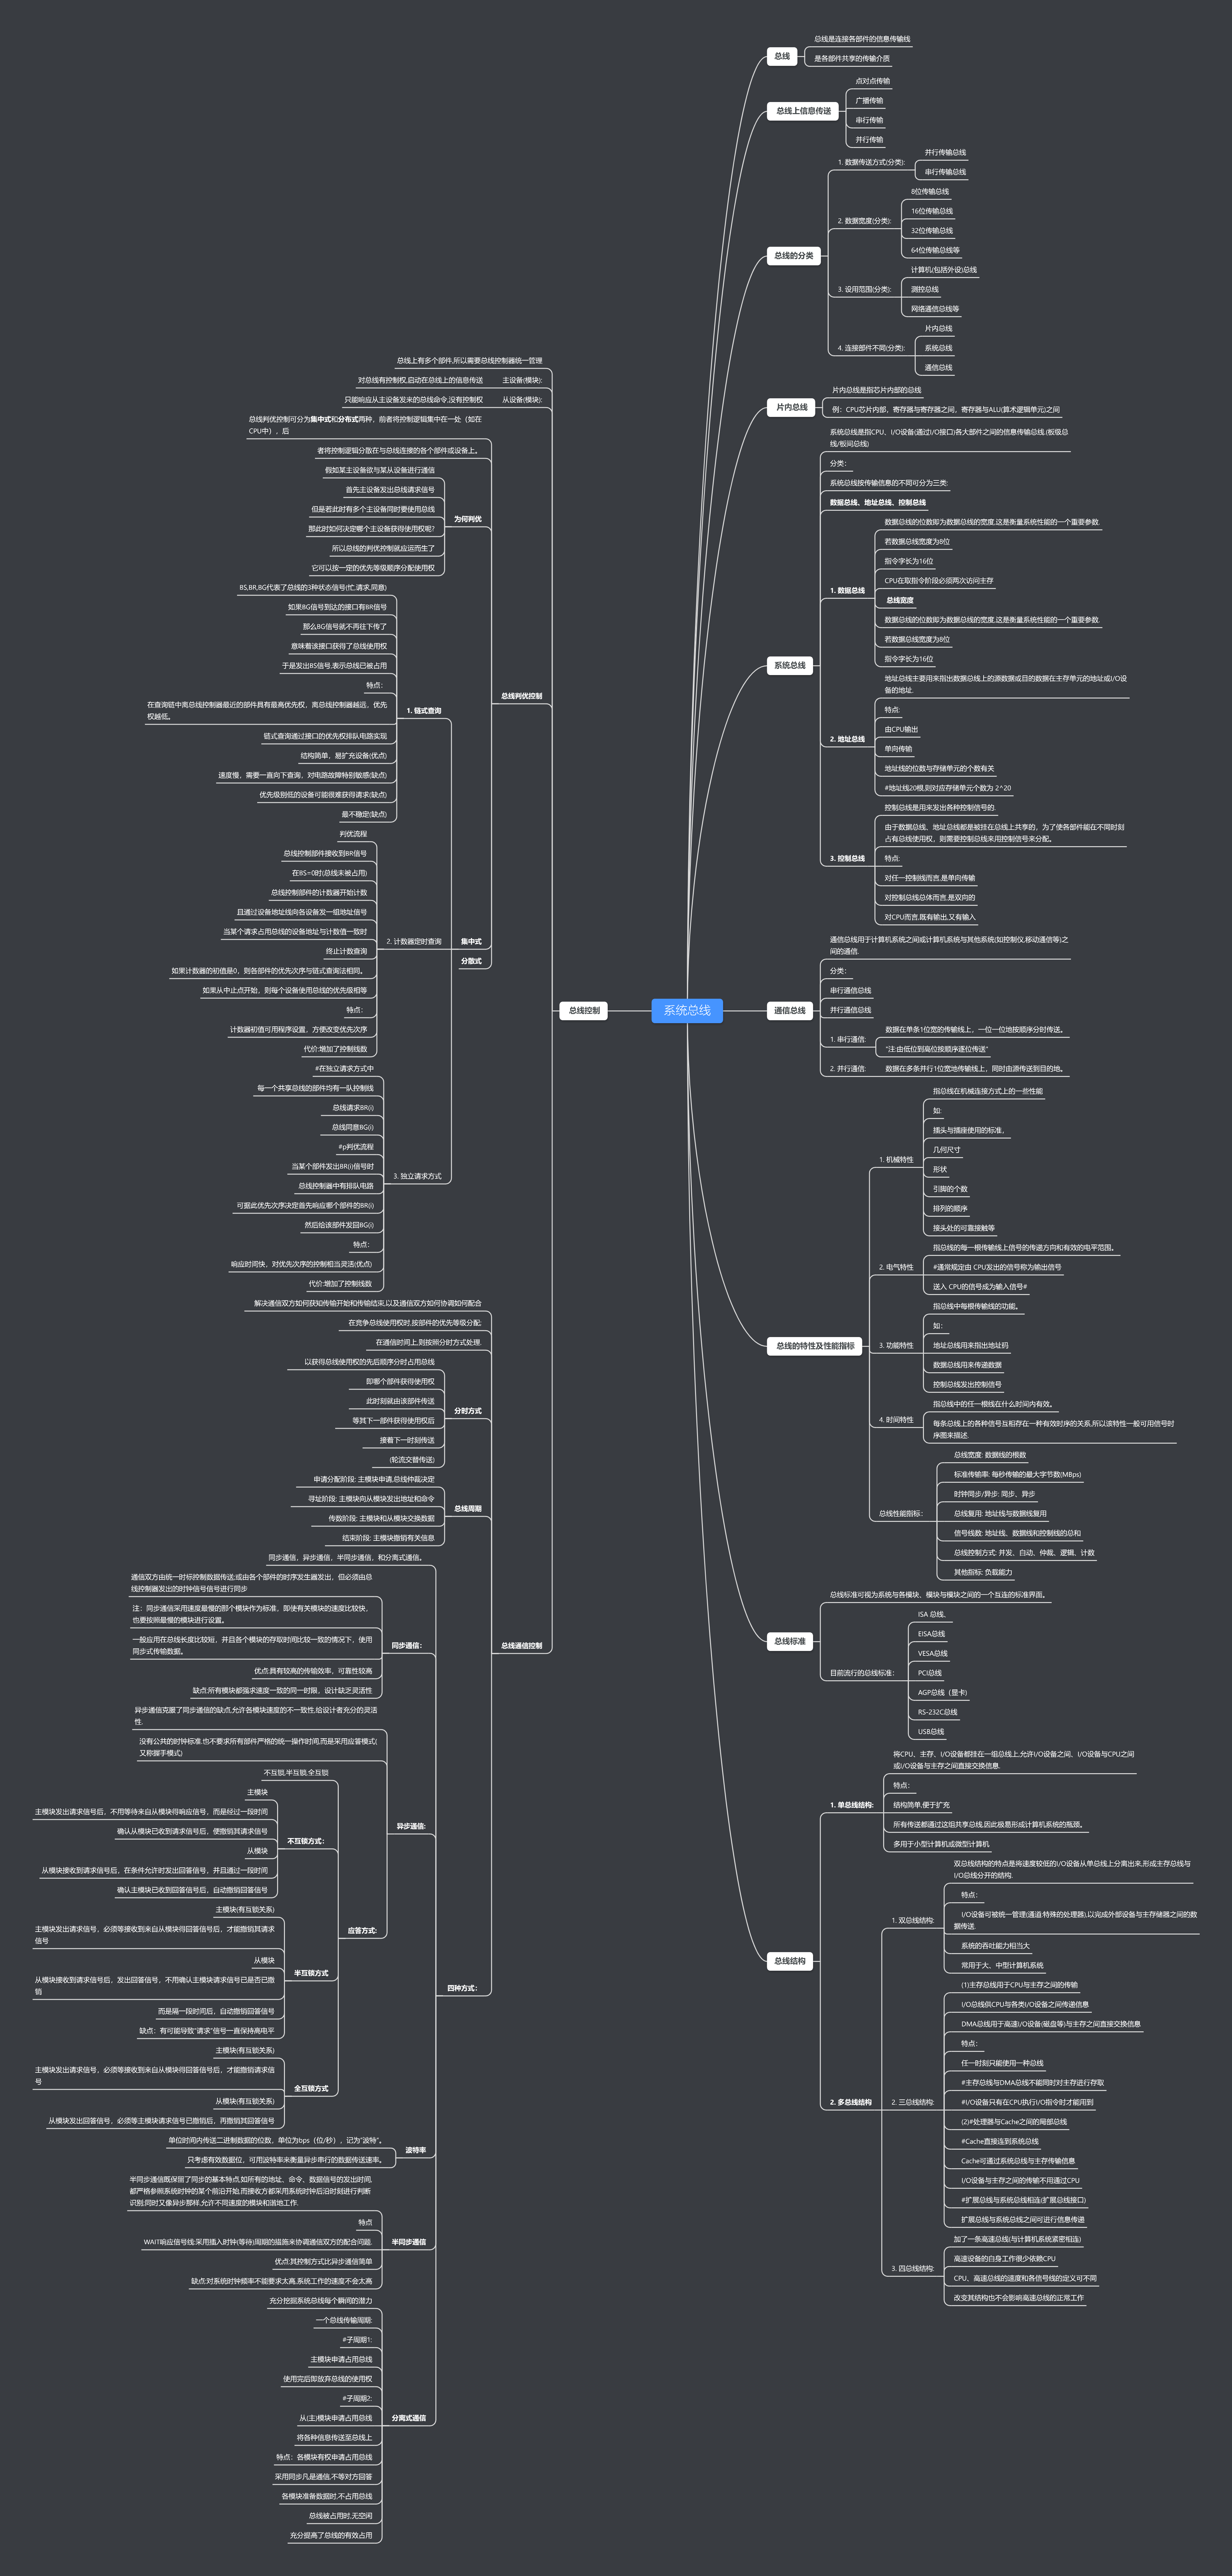 系统总线
总线
总线是连接各部件的信息传输线
是各部件共享的传输介质
总线上信息传送
点对点传输
广播传输
串行传输
并行传输
总线的分类
1. 数据传送方式(分类):
并行传输总线
串行传输总线
2. 数据宽度(分类):
8位传输总线
16位传输总线
32位传输总线
64位传输总线等
3. 设用范围(分类):
计算机(包括外设)总线
测控总线
网络通信总线等
4. 连接部件不同(分类):
片内总线
系统总线
通信总线
片内总线
片内总线是指芯片内部的总线
例：CPU芯片内部，寄存器与寄存器之间，寄存器与ALU(算术逻辑单元)之间
系统总线
系统总线是指CPU、I/O设备(通过I/O接口)各大部件之间的信息传输总线.(板级总
线/板间总线)
分类:
系统总线按传输信息的不同可分为三类:
数据总线、地址总线、控制总线
1. 数据总线
数据总线的位数即为数据总线的宽度,这是衡量系统性能的一个重要参数.
若数据总线宽度为8位
指令字长为16位
CPU在取指令阶段必须两次访问主存
总线宽度
数据总线的位数即为数据总线的宽度,这是衡量系统性能的一个重要参数.
若数据总线宽度为8位
指令字长为16位
2. 地址总线
地址总线主要用来指出数据总线上的源数据或目的数据在主存单元的地址或I/O设
备的地址.
特点:
由CPU输出
单向传输
地址线的位数与存储单元的个数有关
#地址线20根,则对应存储单元个数为 2^20
3. 控制总线
控制总线是用来发出各种控制信号的.
由于数据总线、地址总线都是被挂在总线上共享的，为了使各部件能在不同时刻
占有总线使用权，则需要控制总线来用控制信号来分配。
特点:
对任一控制线而言,是单向传输
对控制总线总体而言,是双向的
对CPU而言,既有输出,又有输入
通信总线
通信总线用于计算机系统之间或计算机系统与其他系统(如控制仪,移动通信等)之
间的通信.
分类:
串行通信总线
并行通信总线
1. 串行通信:
数据在单条1位宽的传输线上，一位一位地按顺序分时传送。
"注:由低位到高位按顺序逐位传送"
2. 并行通信:
数据在多条并行1位宽地传输线上，同时由源传送到目的地。
总线的特性及性能指标
1. 机械特性
指总线在机械连接方式上的一些性能
如:
插头与插座使用的标准，
几何尺寸
形状
引脚的个数
排列的顺序
接头处的可靠接触等
2. 电气特性
指总线的每一根传输线上信号的传递方向和有效的电平范围。
#通常规定由 CPU发出的信号称为输出信号
送入 CPU的信号成为输入信号#
3. 功能特性
指总线中每根传输线的功能。
如：
地址总线用来指出地址码
数据总线用来传递数据
控制总线发出控制信号
4. 时间特性
指总线中的任一根线在什么时间内有效。
每条总线上的各种信号互相存在一种有效时序的关系,所以该特性一般可用信号时
序图来描述.
总线性能指标：
总线宽度: 数据线的根数
标准传输率: 每秒传输的最大字节数(MBps)
时钟同步/异步: 同步、异步
总线复用: 地址线与数据线复用
信号线数: 地址线、数据线和控制线的总和
总线控制方式: 并发、自动、仲裁、逻辑、计数
其他指标: 负载能力
总线标准
总线标准可视为系统与各模块、模块与模块之间的一个互连的标准界面。
目前流行的总线标准：
ISA 总线、
EISA总线
VESA总线
PCI总线
AGP总线（显卡）
RS-232C总线
USB总线
总线结构
1. 单总线结构:
将CPU、主存、I/O设备都挂在一组总线上,允许I/O设备之间、I/O设备与CPU之间
或I/O设备与主存之间直接交换信息.
特点：
结构简单,便于扩充
所有传送都通过这组共享总线,因此极易形成计算机系统的瓶颈。
多用于小型计算机或微型计算机
2. 多总线结构
1. 双总线结构:
双总线结构的特点是将速度较低的I/O设备从单总线上分离出来,形成主存总线与
I/O总线分开的结构.
特点：
I/O设备可被统一管理(通道:特殊的处理器),以完成外部设备与主存储器之间的数
据传送.
系统的吞吐能力相当大
常用于大、中型计算机系统
2. 三总线结构:
(1)主存总线用于CPU与主存之间的传输
I/O总线供CPU与各类I/O设备之间传递信息
DMA总线用于高速I/O设备(磁盘等)与主存之间直接交换信息
特点：
任一时刻只能使用一种总线
#主存总线与DMA总线不能同时对主存进行存取
#I/O设备只有在CPU执行I/O指令时才能用到
(2)#处理器与Cache之间的局部总线
#Cache直接连到系统总线
Cache可通过系统总线与主存传输信息
I/O设备与主存之间的传输不用通过CPU
#扩展总线与系统总线相连(扩展总线接口)
扩展总线与系统总线之间可进行信息传递
3. 四总线结构:
加了一条高速总线(与计算机系统紧密相连)
高速设备的自身工作很少依赖CPU
CPU、高速总线的速度和各信号线的定义可不同
改变其结构也不会影响高速总线的正常工作
总线控制
总线上有多个部件,所以需要总线控制器统一管理
主设备(模块):
对总线有控制权,启动在总线上的信息传送
从设备(模块):
只能响应从主设备发来的总线命令,没有控制权
总线判优控制
总线判优控制可分为集中式和分布式两种，前者将控制逻辑集中在一处（如在
CPU中），后
者将控制逻辑分散在与总线连接的各个部件或设备上。
为何判优
假如某主设备欲与某从设备进行通信
首先主设备发出总线请求信号
但是若此时有多个主设备同时要使用总线
那此时如何决定哪个主设备获得使用权呢?
所以总线的判优控制就应运而生了
它可以按一定的优先等级顺序分配使用权
集中式
1. 链式查询
BS,BR,BG代表了总线的3种状态信号(忙,请求,同意)
如果BG信号到达的接口有BR信号
那么BG信号就不再往下传了
意味着该接口获得了总线使用权
于是发出BS信号,表示总线已被占用
特点：
在查询链中离总线控制器最近的部件具有最高优先权，离总线控制器越远，优先
权越低。
链式查询通过接口的优先权排队电路实现
结构简单，易扩充设备(优点)
速度慢，需要一直向下查询，对电路故障特别敏感(缺点)
优先级别低的设备可能很难获得请求(缺点)
最不稳定(缺点)
2. 计数器定时查询
判优流程
总线控制部件接收到BR信号
在BS=0时(总线未被占用)
总线控制部件的计数器开始计数
且通过设备地址线向各设备发一组地址信号
当某个请求占用总线的设备地址与计数值一致时
终止计数查询
如果计数器的初值是0，则各部件的优先次序与链式查询法相同。
如果从中止点开始，则每个设备使用总线的优先级相等
特点：
计数器初值可用程序设置，方便改变优先次序
代价:增加了控制线数
3. 独立请求方式
#在独立请求方式中
每一个共享总线的部件均有一队控制线
总线请求BR(i)
总线同意BG(i)
#p判优流程
当某个部件发出BR(i)信号时
总线控制器中有排队电路
可据此优先次序决定首先响应哪个部件的BR(i)
然后给该部件发回BG(i)
特点：
响应时间快，对优先次序的控制相当灵活(优点)
代价:增加了控制线数
分散式
总线通信控制
解决通信双方如何获知传输开始和传输结束,以及通信双方如何协调如何配合
在竞争总线使用权时,按部件的优先等级分配;
在通信时间上,则按照分时方式处理.
分时方式
以获得总线使用权的先后顺序分时占用总线
即哪个部件获得使用权
此时刻就由该部件传送
等其下一部件获得使用权后
接着下一时刻传送
(轮流交替传送)
总线周期
申请分配阶段: 主模块申请,总线仲裁决定
寻址阶段: 主模块向从模块发出地址和命令
传数阶段: 主模块和从模块交换数据
结束阶段: 主模块撤销有关信息
四种方式：
同步通信，异步通信，半同步通信，和分离式通信。
同步通信：
通信双方由统一时标控制数据传送;或由各个部件的时序发生器发出，但必须由总
线控制器发出的时钟信号信号进行同步
注：同步通信采用速度最慢的那个模块作为标准，即使有关模块的速度比较快，
也要按照最慢的模块进行设置。
一般应用在总线长度比较短，并且各个模块的存取时间比较一致的情况下，使用
同步式传输数据。
优点:具有较高的传输效率，可靠性较高
缺点:所有模块都强求速度一致的同一时限，设计缺乏灵活性
异步通信:
异步通信克服了同步通信的缺点,允许各模块速度的不一致性,给设计者充分的灵活
性.
没有公共的时钟标准.也不要求所有部件严格的统一操作时间,而是采用应答模式(
又称握手模式)
应答方式:
不互锁,半互锁,全互锁
不互锁方式：
主模块
主模块发出请求信号后，不用等待来自从模块得响应信号，而是经过一段时间
确认从模块已收到请求信号后，便撤销其请求信号
从模块
从模块接收到请求信号后，在条件允许时发出回答信号，并且通过一段时间
确认主模块已收到回答信号后，自动撤销回答信号
半互锁方式
主模块(有互锁关系)
主模块发出请求信号，必须等接收到来自从模块得回答信号后，才能撤销其请求
信号
从模块
从模块接收到请求信号后，发出回答信号，不用确认主模块请求信号已是否已撤
销
而是隔一段时间后，自动撤销回答信号
缺点：有可能导致"请求"信号一直保持高电平
全互锁方式
主模块(有互锁关系)
主模块发出请求信号，必须等接收到来自从模块得回答信号后，才能撤销请求信
号
从模块(有互锁关系)
从模块发出回答信号，必须等主模块请求信号已撤销后，再撤销其回答信号
波特率
单位时间内传送二进制数据的位数，单位为bps（位/秒），记为"波特"。
只考虑有效数据位，可用波特率来衡量异步串行的数据传送速率。
半同步通信
半同步通信既保留了同步的基本特点,如所有的地址、命令、数据信号的发出时间,
都严格参照系统时钟的某个前沿开始,而接收方都采用系统时钟后沿时刻进行判断
识别;同时又像异步那样,允许不同速度的模块和谐地工作.
特点
WAIT响应信号线:采用插入时钟(等待)周期的措施来协调通信双方的配合问题.
优点:其控制方式比异步通信简单
缺点:对系统时钟频率不能要求太高,系统工作的速度不会太高
分离式通信
充分挖掘系统总线每个瞬间的潜力
一个总线传输周期:
#子周期1:
主模块申请占用总线
使用完后即放弃总线的使用权
#子周期2:
从(主)模块申请占用总线
将各种信息传送至总线上
特点：各模块有权申请占用总线
采用同步凡是通信,不等对方回答
各模块准备数据时,不占用总线
总线被占用时,无空闲
充分提高了总线的有效占用